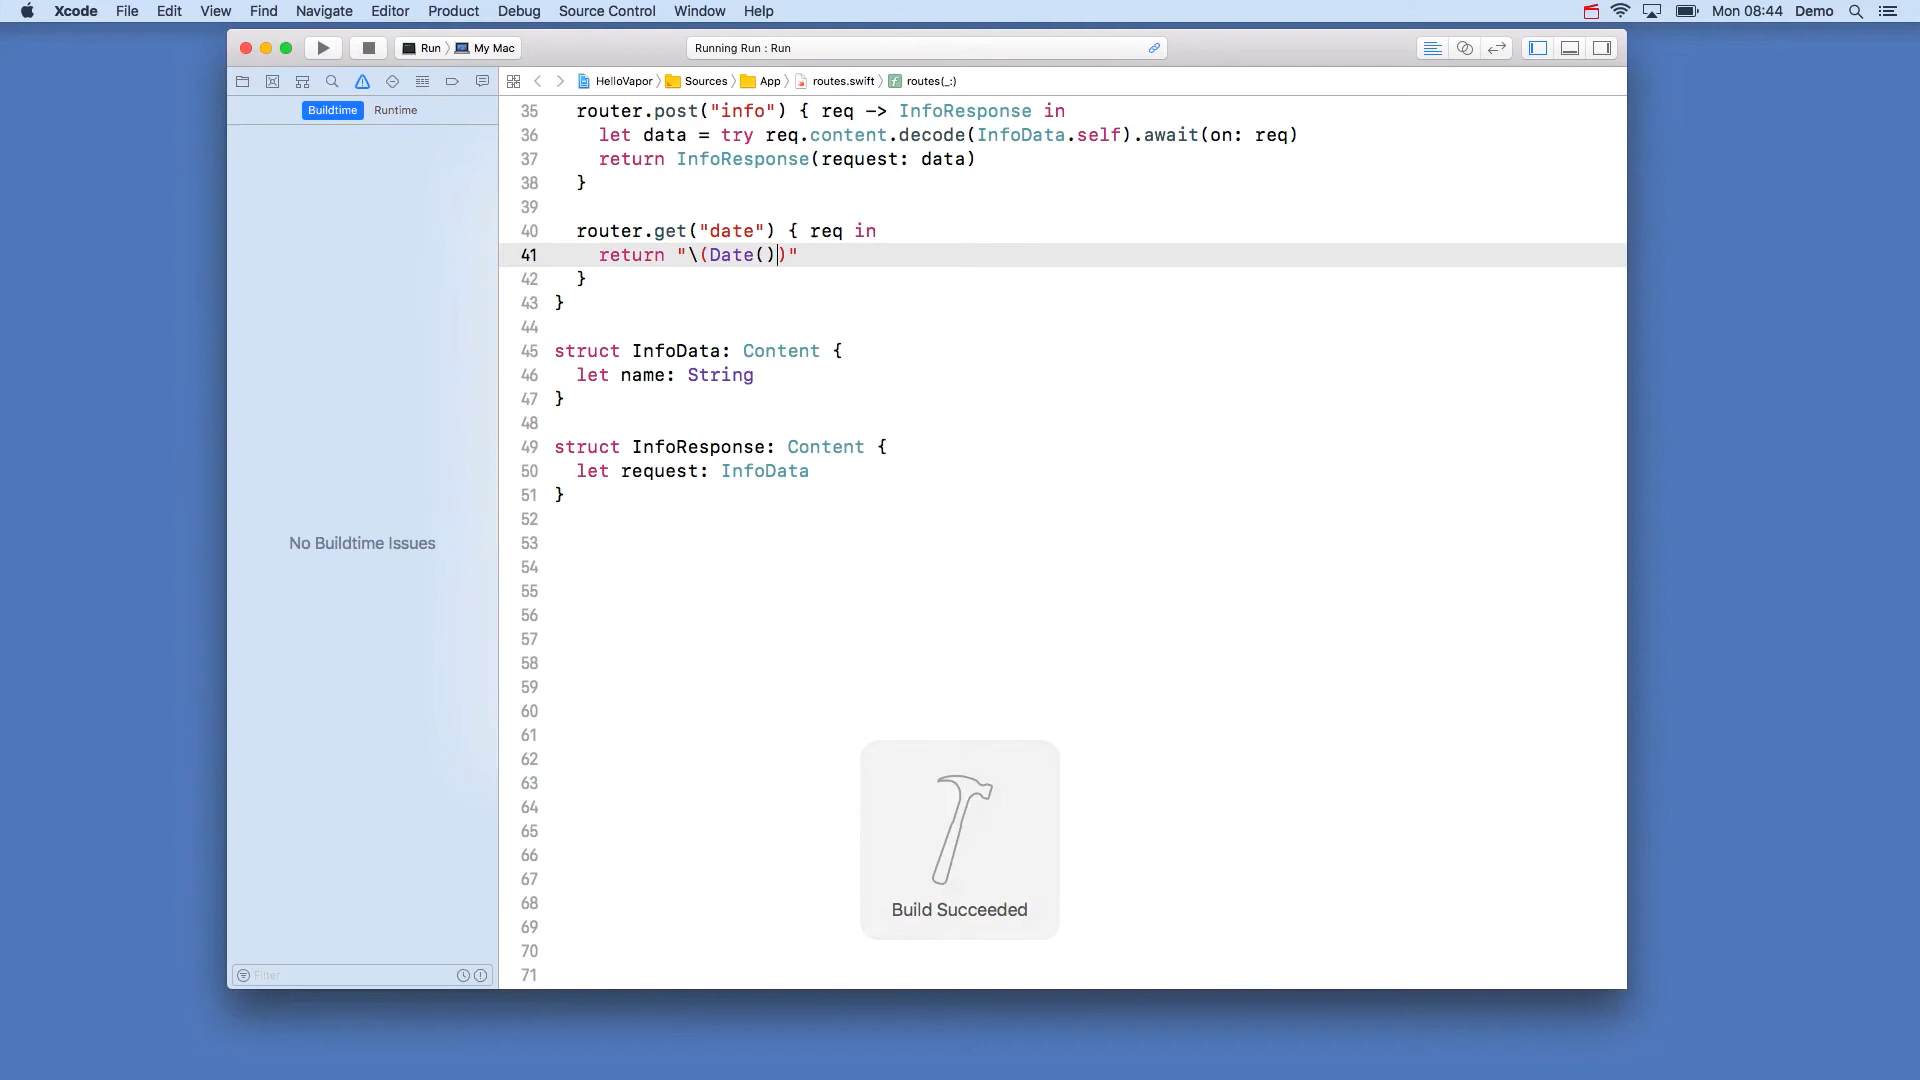 Xcode File Edit View Find Navigate Editor Product Debug Source Control Window Help Mon 08:44 Demo
Run My Mac Running Run : Run
HelloVapor Sources App routes.swift routes(_:)
Buildtime Runtime
35 router.post("info") { req -> InfoResponse in
36 let data = try req.content.decode(InfoData.self).await(on: req)
37 return InfoResponse(request: data)
38 }
39
40 router.get("date") { req in
41 return "\(Date())"
42 }
43 }
44
45 struct InfoData: Content {
46 let name: String
47 }
48
49 struct InfoResponse: Content {
50 let request: InfoData
51 }
52
53
No Buildtime Issues
54
55
56
57
58
59
60
61
62
63
64
65
66
67
68
Build Succeeded
69
70
71
Filter